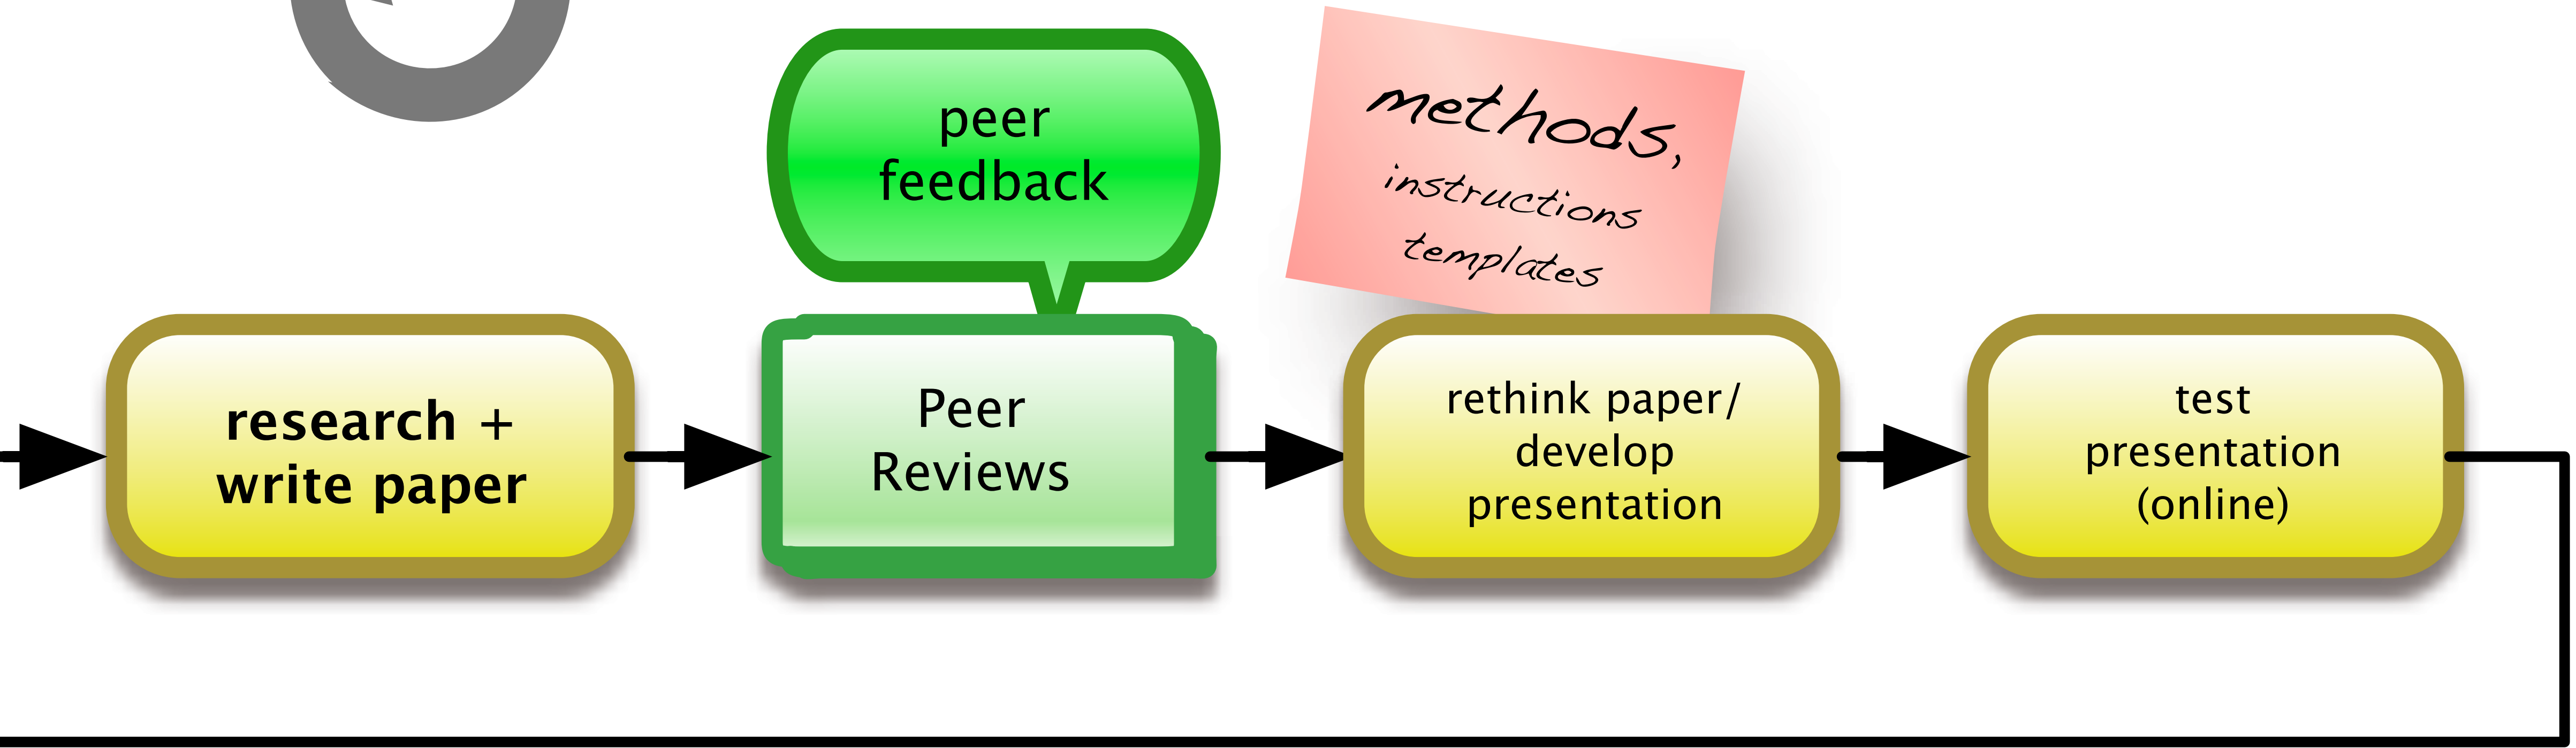 peer
feedback
methods,
instructions
templates
research +
write paper
Peer
Reviews
rethink paper/
develop
presentation
test
presentation
(online)